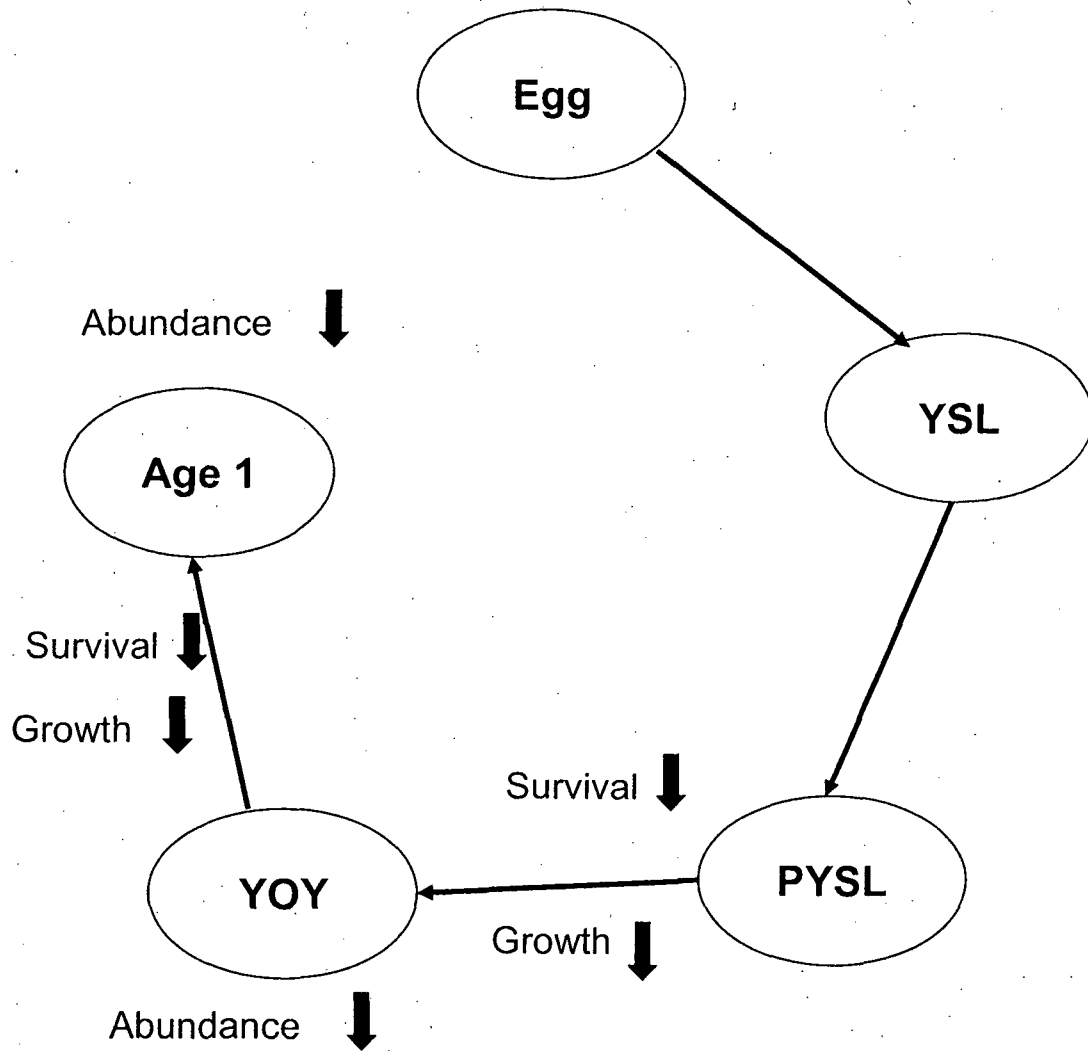 Egg
Abundance
YSL
Age 1
Survival
Growth
Survival
PYSL
YOY
Growth
Abundance